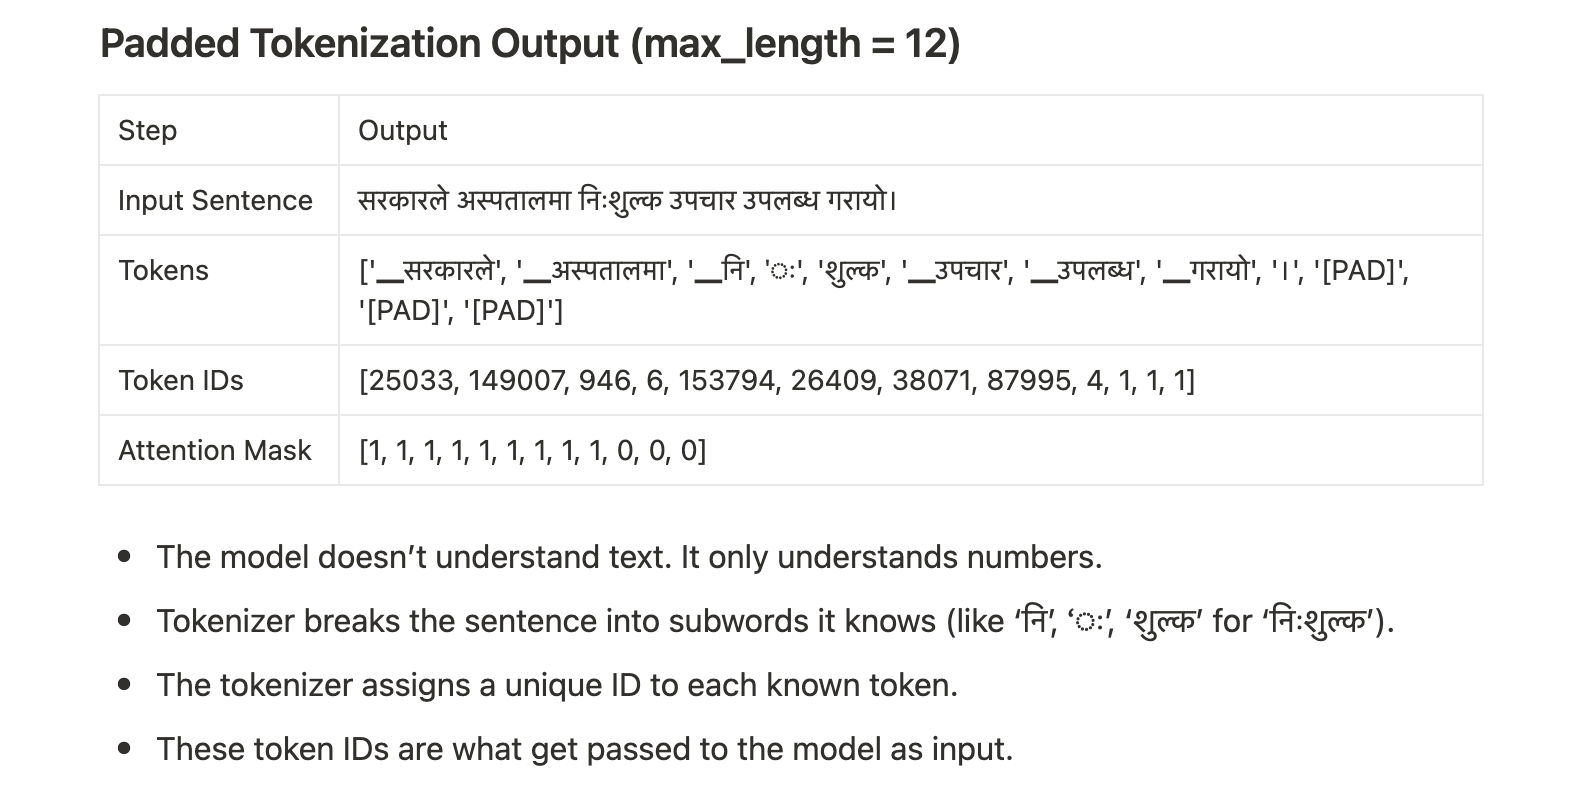 Padded Tokenization Output (max_length = 12)
Step
Output
Input Sentence
सरकारले अस्पतालमा निःशुल्क उपचार उपलब्ध गरायो।
Tokens
['▁सरकारले', '▁अस्पतालमा', '▁नि', 'ः', 'शुल्क', '▁उपचार', '▁उपलब्ध', '▁गरायो', '।', '[PAD]',
'[PAD]', '[PAD]']
Token IDs
[25033, 149007, 946, 6, 153794, 26409, 38071, 87995, 4, 1, 1, 1]
Attention Mask
[1, 1, 1, 1, 1, 1, 1, 1, 1, 0, 0, 0]
• The model doesn’t understand text. It only understands numbers.
• Tokenizer breaks the sentence into subwords it knows (like ‘नि’, ‘ः’, ‘शुल्क’ for ‘निःशुल्क’).
• The tokenizer assigns a unique ID to each known token.
• These token IDs are what get passed to the model as input.